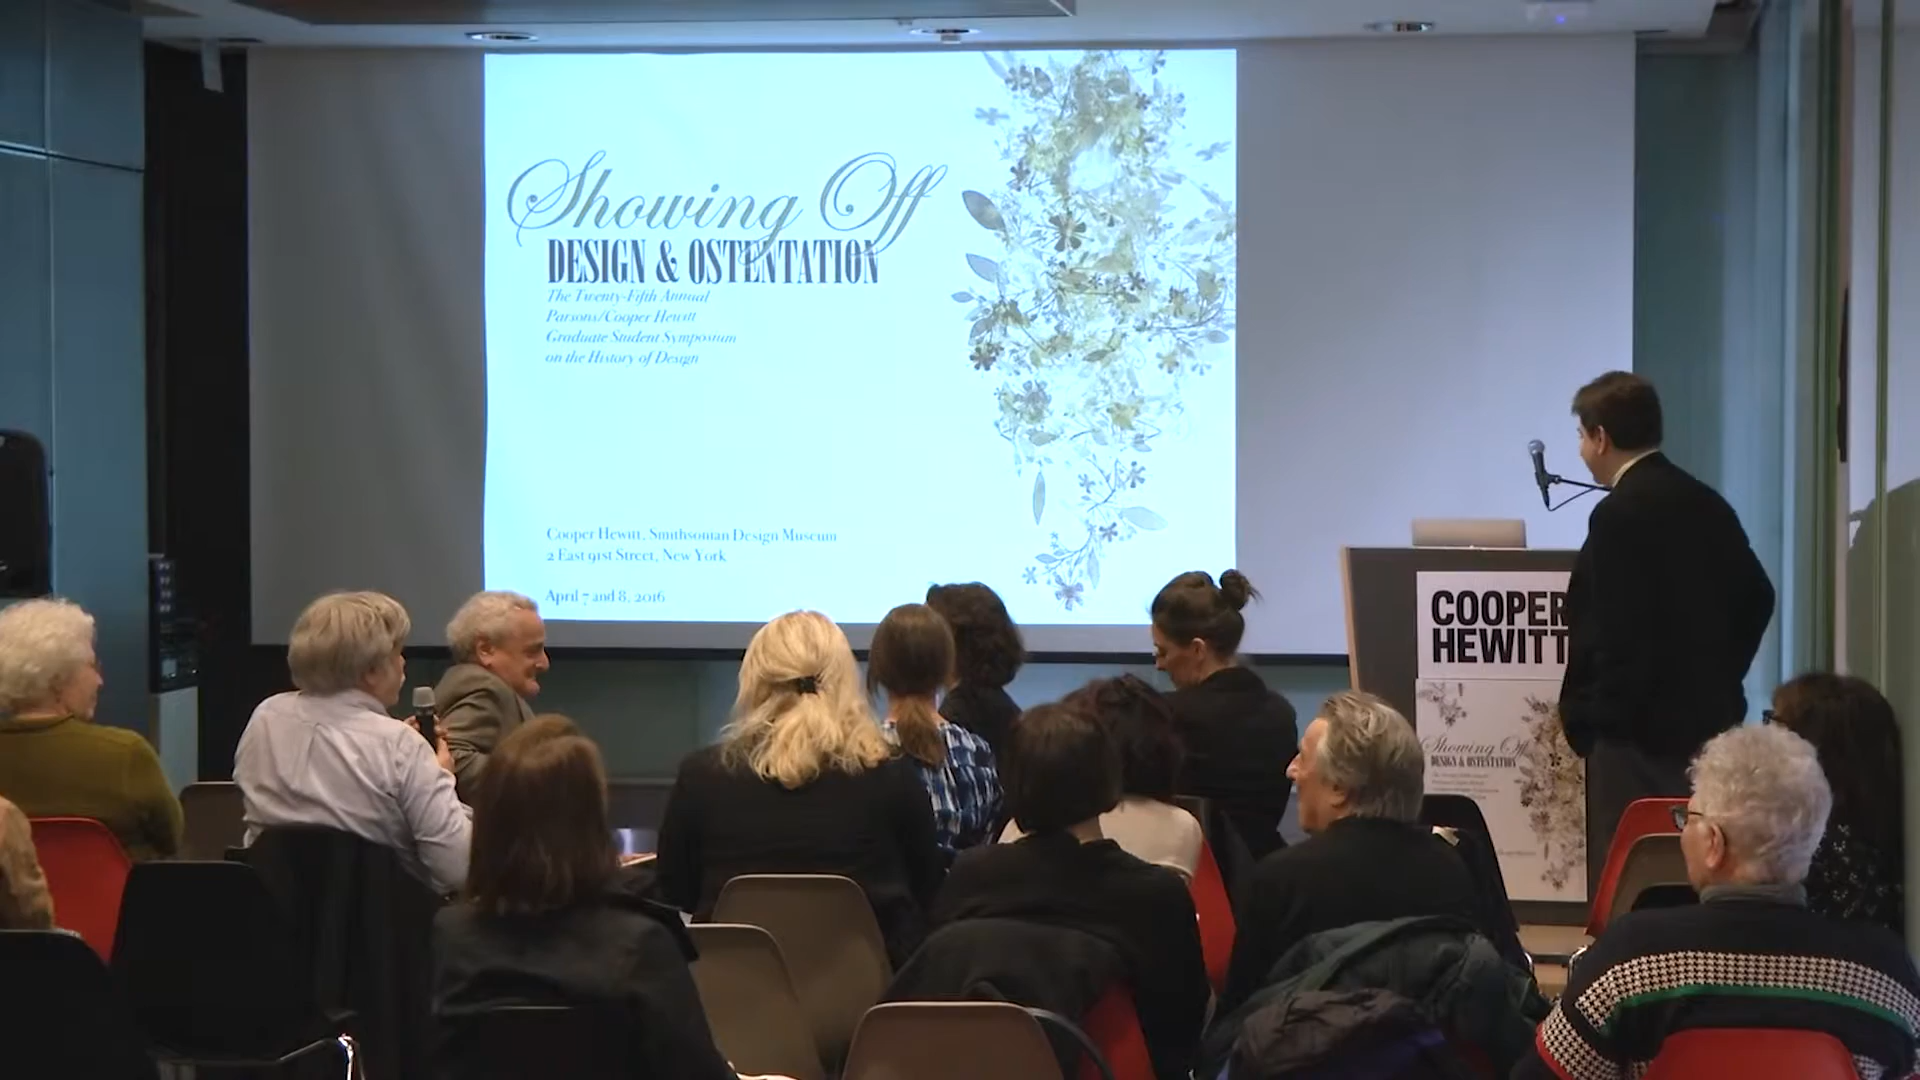 Showing Off
DESIGN & OSTENTATION
The Twenty-Fifth Annual
Parsons/Cooper Hewitt
Graduate Student Symposium
on the History of Design
Cooper Hewitt, Smithsonian Design Museum
2 East 91st Street, New York
April 7 and 8, 2016
COOPER
HEWITT
Showing Off
DESIGN & OSTENTATION